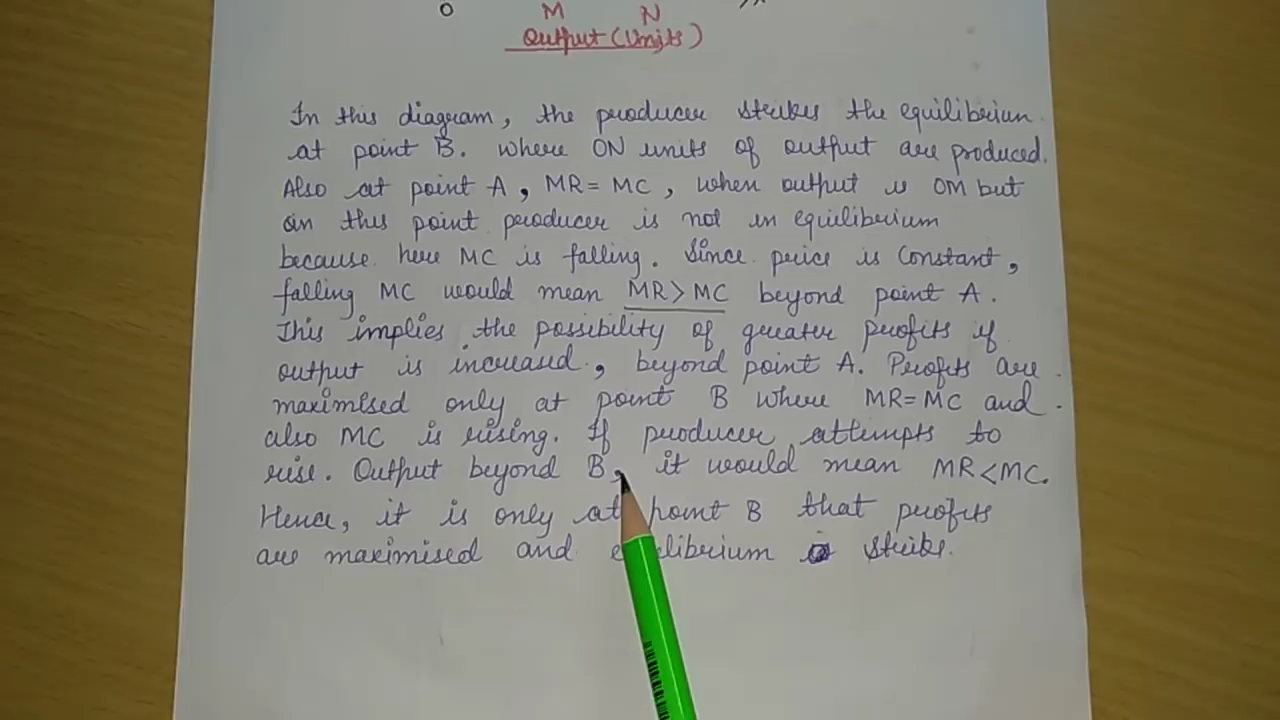 O M N
Output (Units)
In this diagram, the producer strikes the equilibrium
at point B. where ON units of output are produced.
Also at point A, MR = MC, when output is OM but
on this point producer is not in equilibrium
because here MC is falling. Since price is Constant,
falling MC would mean MR > MC beyond point A.
This implies the possibility of greater profits if
output is increased, beyond point A. Profits are
maximised only at point B where MR = MC and
also MC is rising. If producer attempts to
rise. Output beyond B, it would mean MR < MC.
Hence, it is only at point B that profits
are maximised and strike.